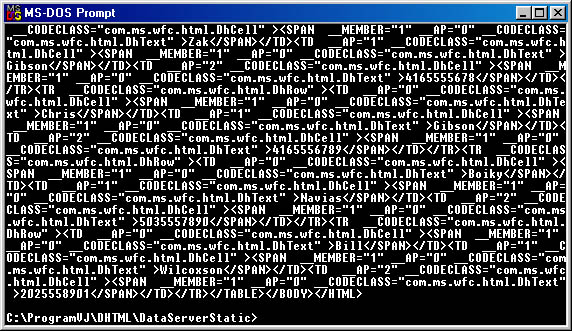 MS-DOS Prompt
__CODECLASS="com.ms.wfc.html.DhCell" ><SPAN __MEMBER="1" __AP="0" __CODECLASS=
"com.ms.wfc.html.DhText" >Zak</SPAN></TD><TD __AP="1" __CODECLASS="com.ms.wfc.h
tml.DhCell" ><SPAN __MEMBER="1" __AP="0" __CODECLASS="com.ms.wfc.html.DhText" >
Gibson</SPAN></TD><TD __AP="2" __CODECLASS="com.ms.wfc.html.DhCell" ><SPAN __M
EMBER="1" __AP="0" __CODECLASS="com.ms.wfc.html.DhText" >4165555678</SPAN></TD><
/TR><TR __CODECLASS="com.ms.wfc.html.DhRow" ><TD __AP="0" __CODECLASS="com.ms.w
fc.html.DhCell" ><SPAN __MEMBER="1" __AP="0" __CODECLASS="com.ms.wfc.html.DhTe
xt" >Chris</SPAN></TD><TD __AP="1" __CODECLASS="com.ms.wfc.html.DhCell" ><SPAN
__MEMBER="1" __AP="0" __CODECLASS="com.ms.wfc.html.DhText" >Gibson</SPAN></TD><
TD __AP="2" __CODECLASS="com.ms.wfc.html.DhCell" ><SPAN __MEMBER="1" __AP="0"
__CODECLASS="com.ms.wfc.html.DhText" >4165556789</SPAN></TD></TR><TR __CODECLAS
S="com.ms.wfc.html.DhRow" ><TD __AP="0" __CODECLASS="com.ms.wfc.html.DhCell" ><
SPAN __MEMBER="1" __AP="0" __CODECLASS="com.ms.wfc.html.DhText" >Boiky</SPAN></
TD><TD __AP="1" __CODECLASS="com.ms.wfc.html.DhCell" ><SPAN __MEMBER="1" __AP=
"0" __CODECLASS="com.ms.wfc.html.DhText" >Navias</SPAN></TD><TD __AP="2" __CODE
CLASS="com.ms.wfc.html.DhCell" ><SPAN __MEMBER="1" __AP="0" __CODECLASS="com.m
s.wfc.html.DhText" >5035557890</SPAN></TD></TR><TR __CODECLASS="com.ms.wfc.html.
DhRow" ><TD __AP="0" __CODECLASS="com.ms.wfc.html.DhCell" ><SPAN __MEMBER="1"
__AP="0" __CODECLASS="com.ms.wfc.html.DhText" >Bill</SPAN></TD><TD __AP="1" __C
ODECLASS="com.ms.wfc.html.DhCell" ><SPAN __MEMBER="1" __AP="0" __CODECLASS="co
m.ms.wfc.html.DhText" >Wilcoxson</SPAN></TD><TD __AP="2" __CODECLASS="com.ms.wf
c.html.DhCell" ><SPAN __MEMBER="1" __AP="0" __CODECLASS="com.ms.wfc.html.DhText"
>2025558901</SPAN></TD></TR></TABLE></BODY></HTML>
C:\ProgramVJ\DHTML\DataServerStatic>